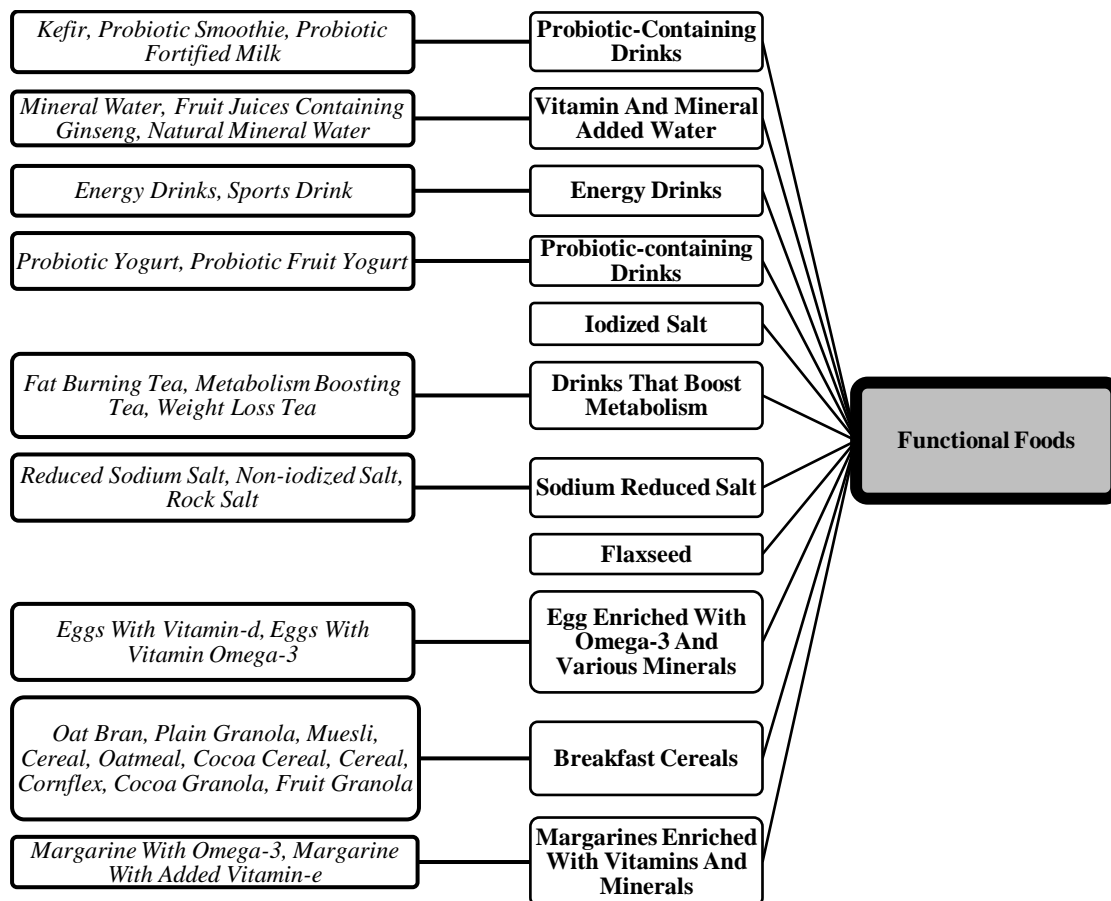 Kefir, Probiotic Smoothie, Probiotic
Fortified Milk
Probiotic-Containing
Drinks
Mineral Water, Fruit Juices Containing
Ginseng, Natural Mineral Water
Vitamin And Mineral
Added Water
Energy Drinks, Sports Drink
Energy Drinks
Probiotic Yogurt, Probiotic Fruit Yogurt
Probiotic-containing
Drinks
Iodized Salt
Fat Burning Tea, Metabolism Boosting
Tea, Weight Loss Tea
Drinks That Boost
Metabolism
Functional Foods
Reduced Sodium Salt, Non-iodized Salt,
Rock Salt
Sodium Reduced Salt
Flaxseed
Eggs With Vitamin-d, Eggs With
Vitamin Omega-3
Egg Enriched With
Omega-3 And
Various Minerals
Oat Bran, Plain Granola, Muesli,
Cereal, Oatmeal, Cocoa Cereal, Cereal,
Cornflex, Cocoa Granola, Fruit Granola
Breakfast Cereals
Margarine With Omega-3, Margarine
With Added Vitamin-e
Margarines Enriched
With Vitamins And
Minerals